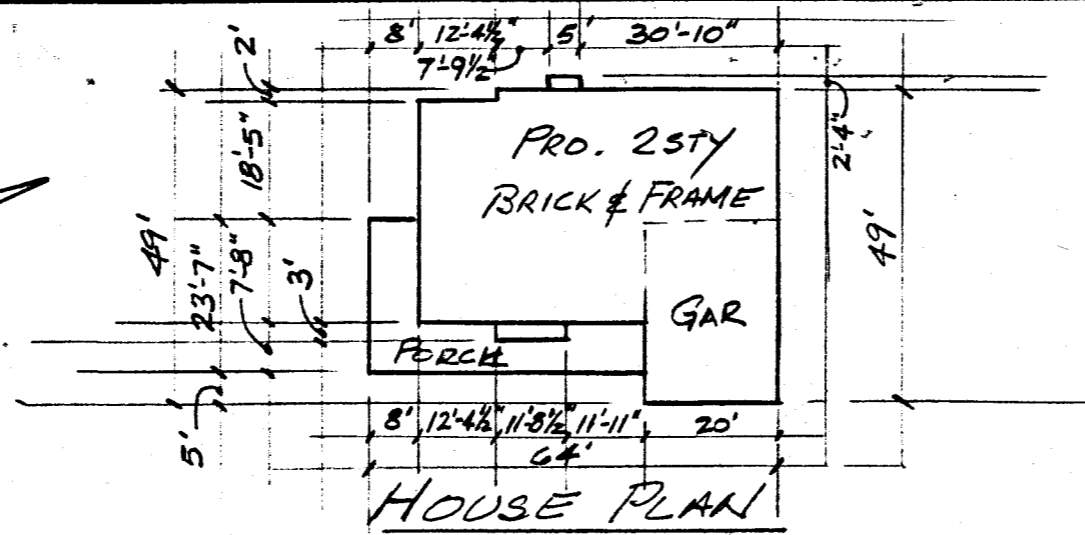 8' 12'-4½" 5' 30'-10"
7'-9½"
2'
18'-5"
49'
23'-7"
7'-8"
3'
5'
PRO. 2STY
BRICK & FRAME
GAR
PORCH
2'-4"
49'
8' 12'-4½" 11'-8½" 11'-11" 20'
64'
HOUSE PLAN